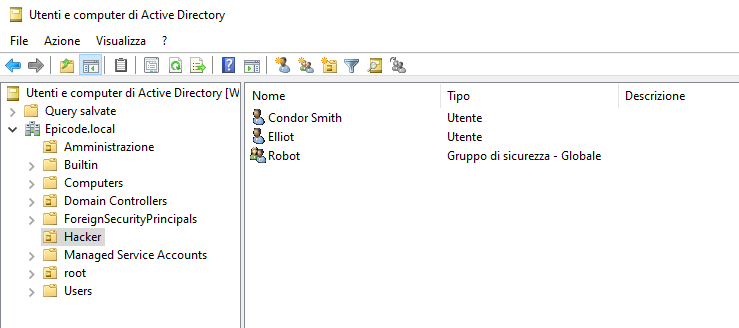 Utenti e computer di Active Directory
File Azione Visualizza ?
Utenti e computer di Active Directory [W
Query salvate
Epicode.local
Amministrazione
Builtin
Computers
Domain Controllers
ForeignSecurityPrincipals
Hacker
Managed Service Accounts
root
Users
Nome Tipo Descrizione
Condor Smith Utente
Elliot Utente
Robot Gruppo di sicurezza - Globale